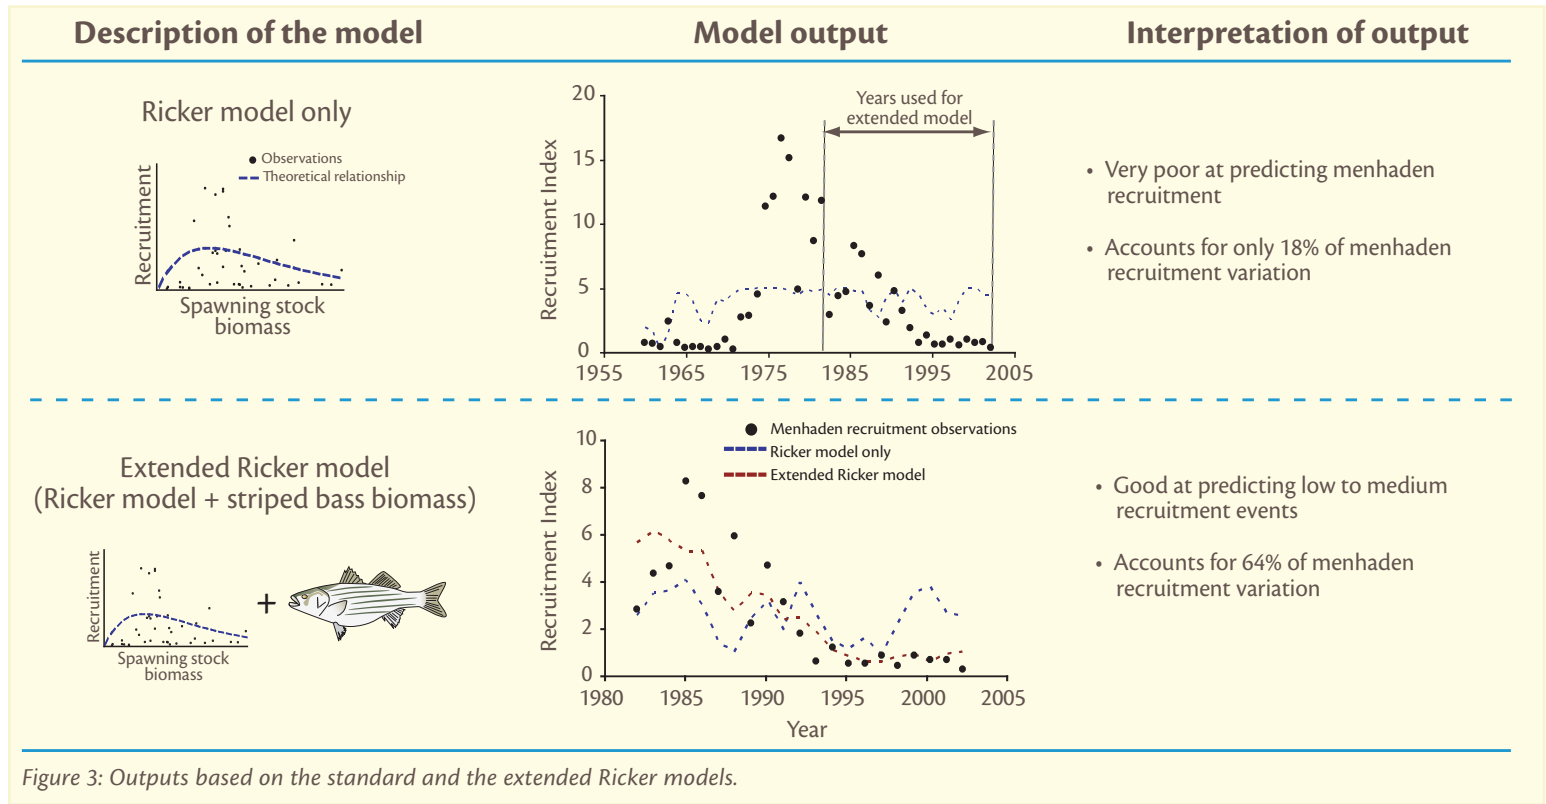 Description of the model
Model output
Interpretation of output
Ricker model only
Observations
Theoretical relationship
Recruitment
Spawning stock
biomass
Years used for
extended model
Recruitment Index
20
15
10
5
0
1955 1965 1975 1985 1995 2005
• Very poor at predicting menhaden
recruitment
• Accounts for only 18% of menhaden
recruitment variation
Extended Ricker model
(Ricker model + striped bass biomass)
Recruitment
Spawning stock
biomass
+
Menhaden recruitment observations
Ricker model only
Extended Ricker model
Recruitment Index
10
8
6
4
2
0
1980 1985 1990 1995 2000 2005
Year
• Good at predicting low to medium
recruitment events
• Accounts for 64% of menhaden
recruitment variation
Figure 3: Outputs based on the standard and the extended Ricker models.